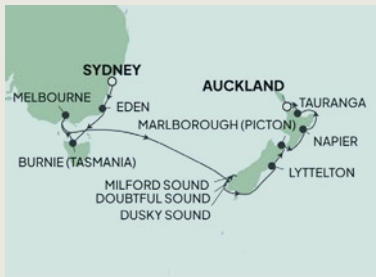 SYDNEY
MELBOURNE
EDEN
BURNIE (TASMANIA)
AUCKLAND
TAURANGA
MARLBOROUGH (PICTON)
NAPIER
LYTTELTON
MILFORD SOUND
DOUBTFUL SOUND
DUSKY SOUND